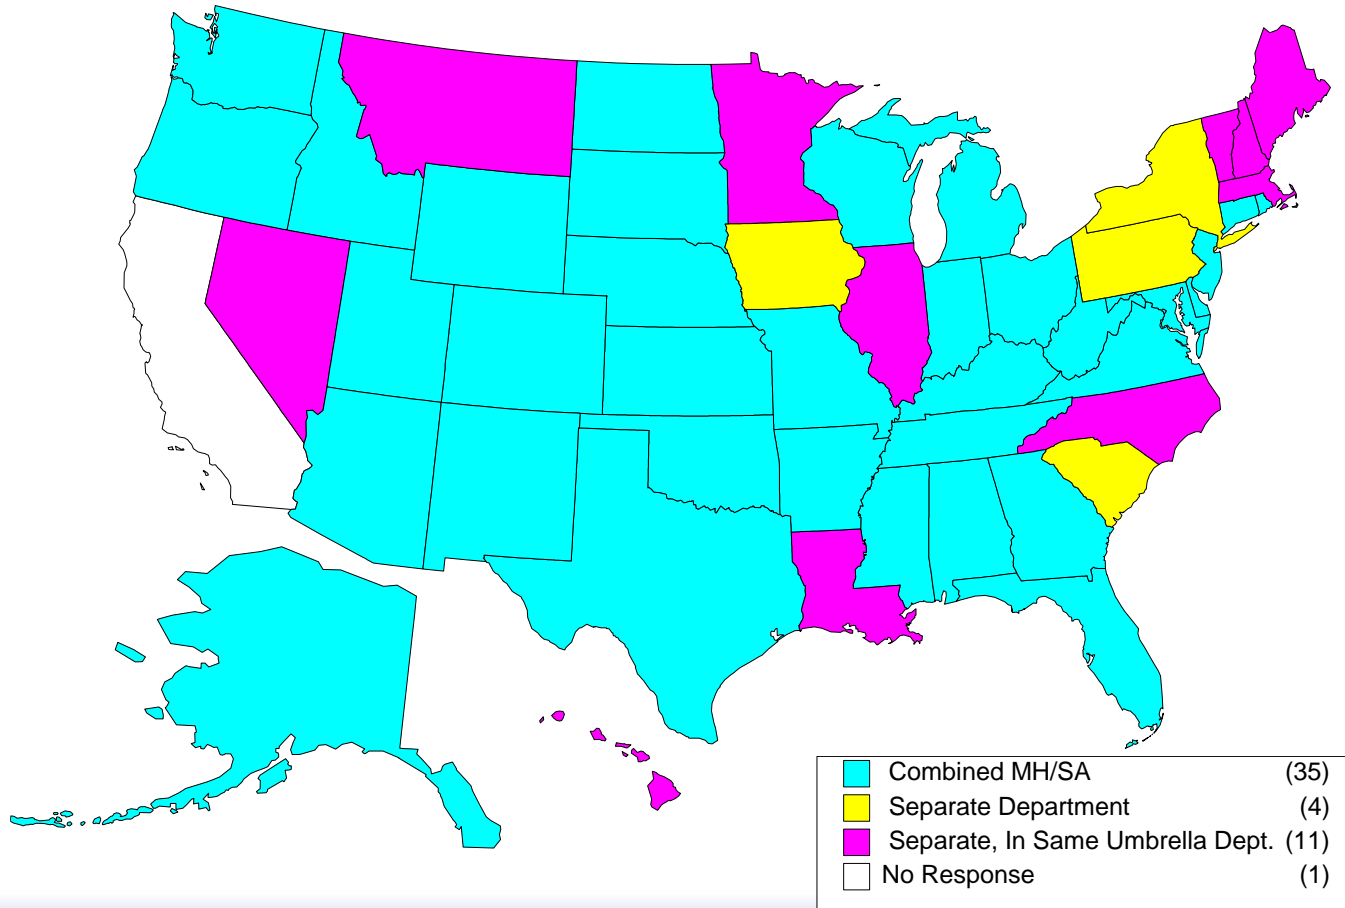 Combined MH/SA (35)
Separate Department (4)
Separate, In Same Umbrella Dept. (11)
No Response (1)